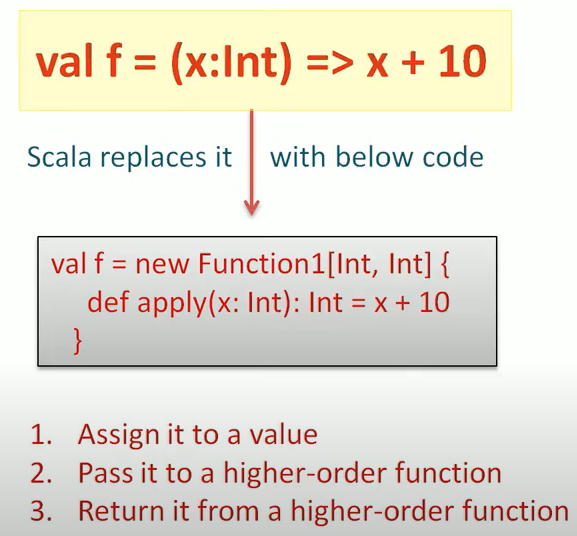 val f = (x:Int) => x + 10
Scala replaces it with below code
val f = new Function1[Int, Int] {
def apply(x: Int): Int = x + 10
}
1. Assign it to a value
2. Pass it to a higher-order function
3. Return it from a higher-order function